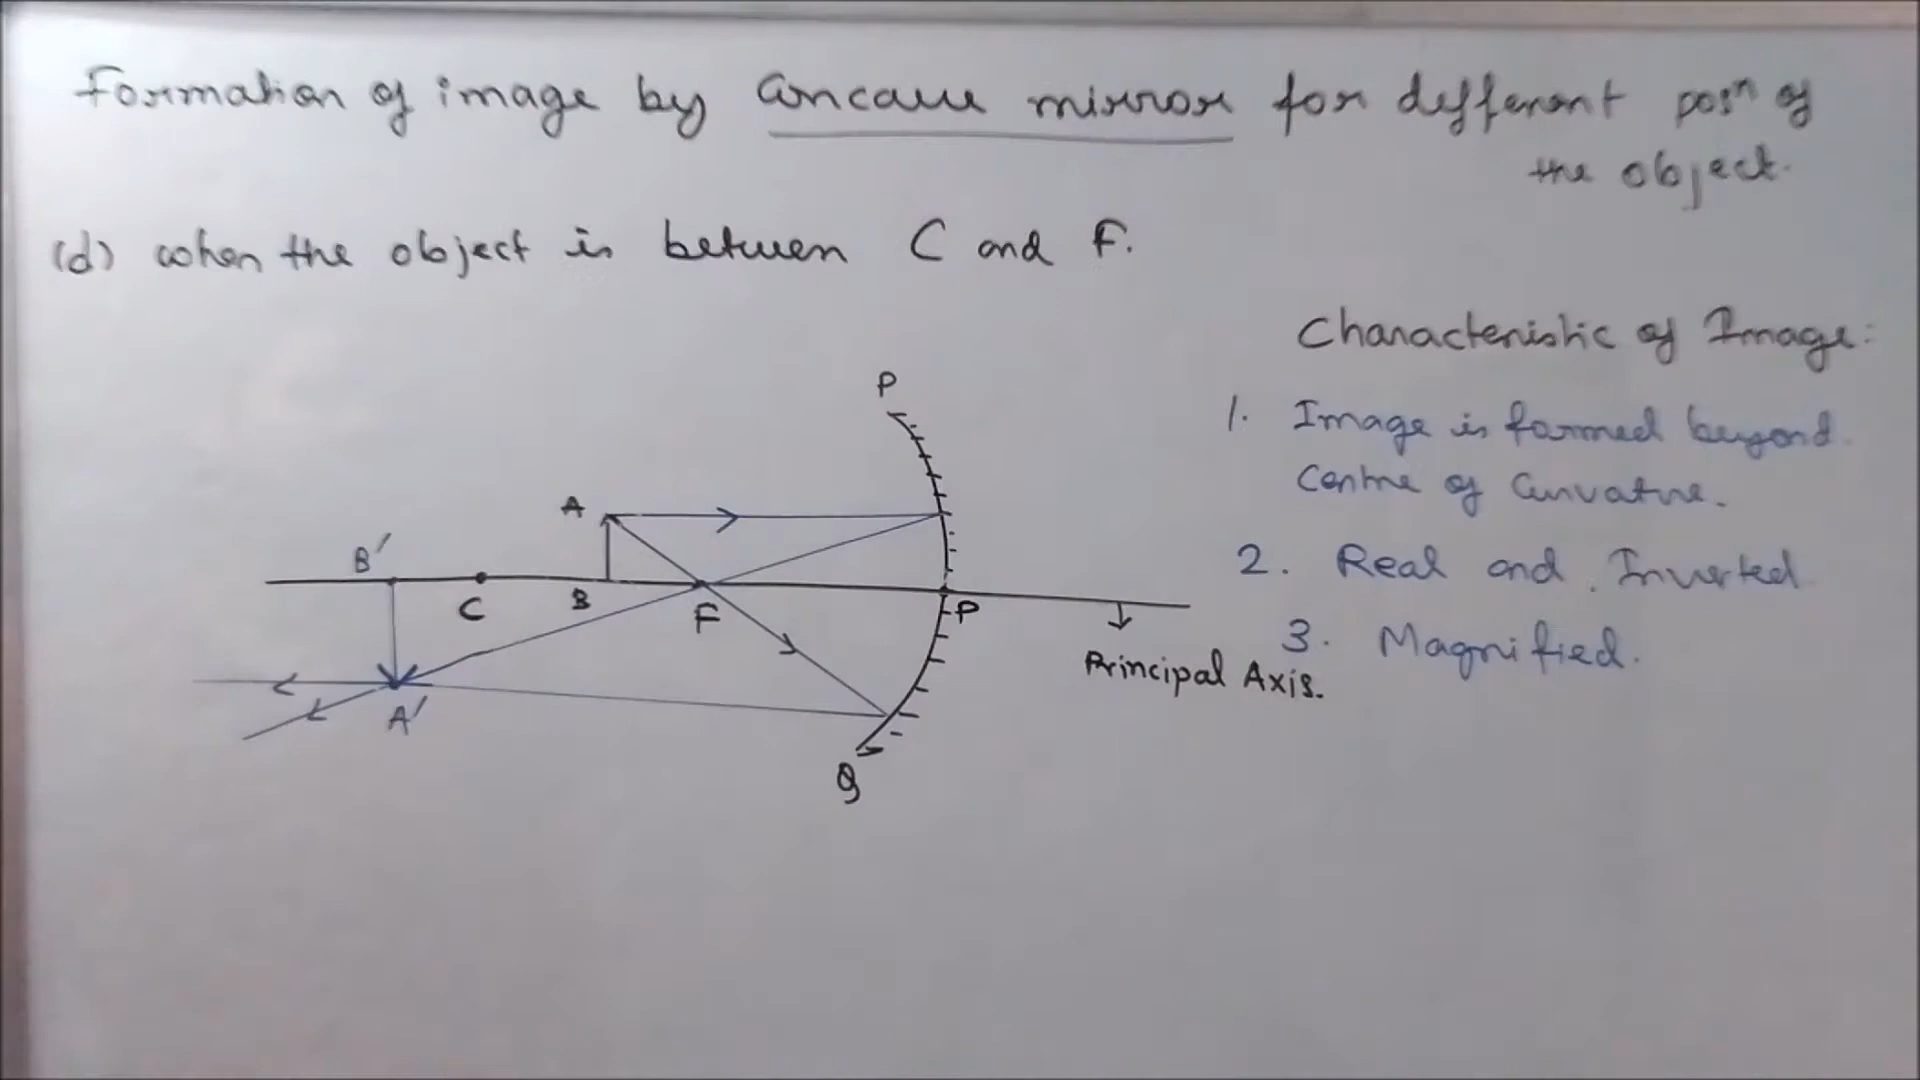 Formation of image by concave mirror for different posⁿ of
the object.
(d) when the object is between C and F.
Characteristic of Image:
1. Image is formed beyond
Centre of Curvature.
2. Real and Inverted
3. Magnified.
P
A
B'
C
B
F
P
Principal Axis.
A'
Q